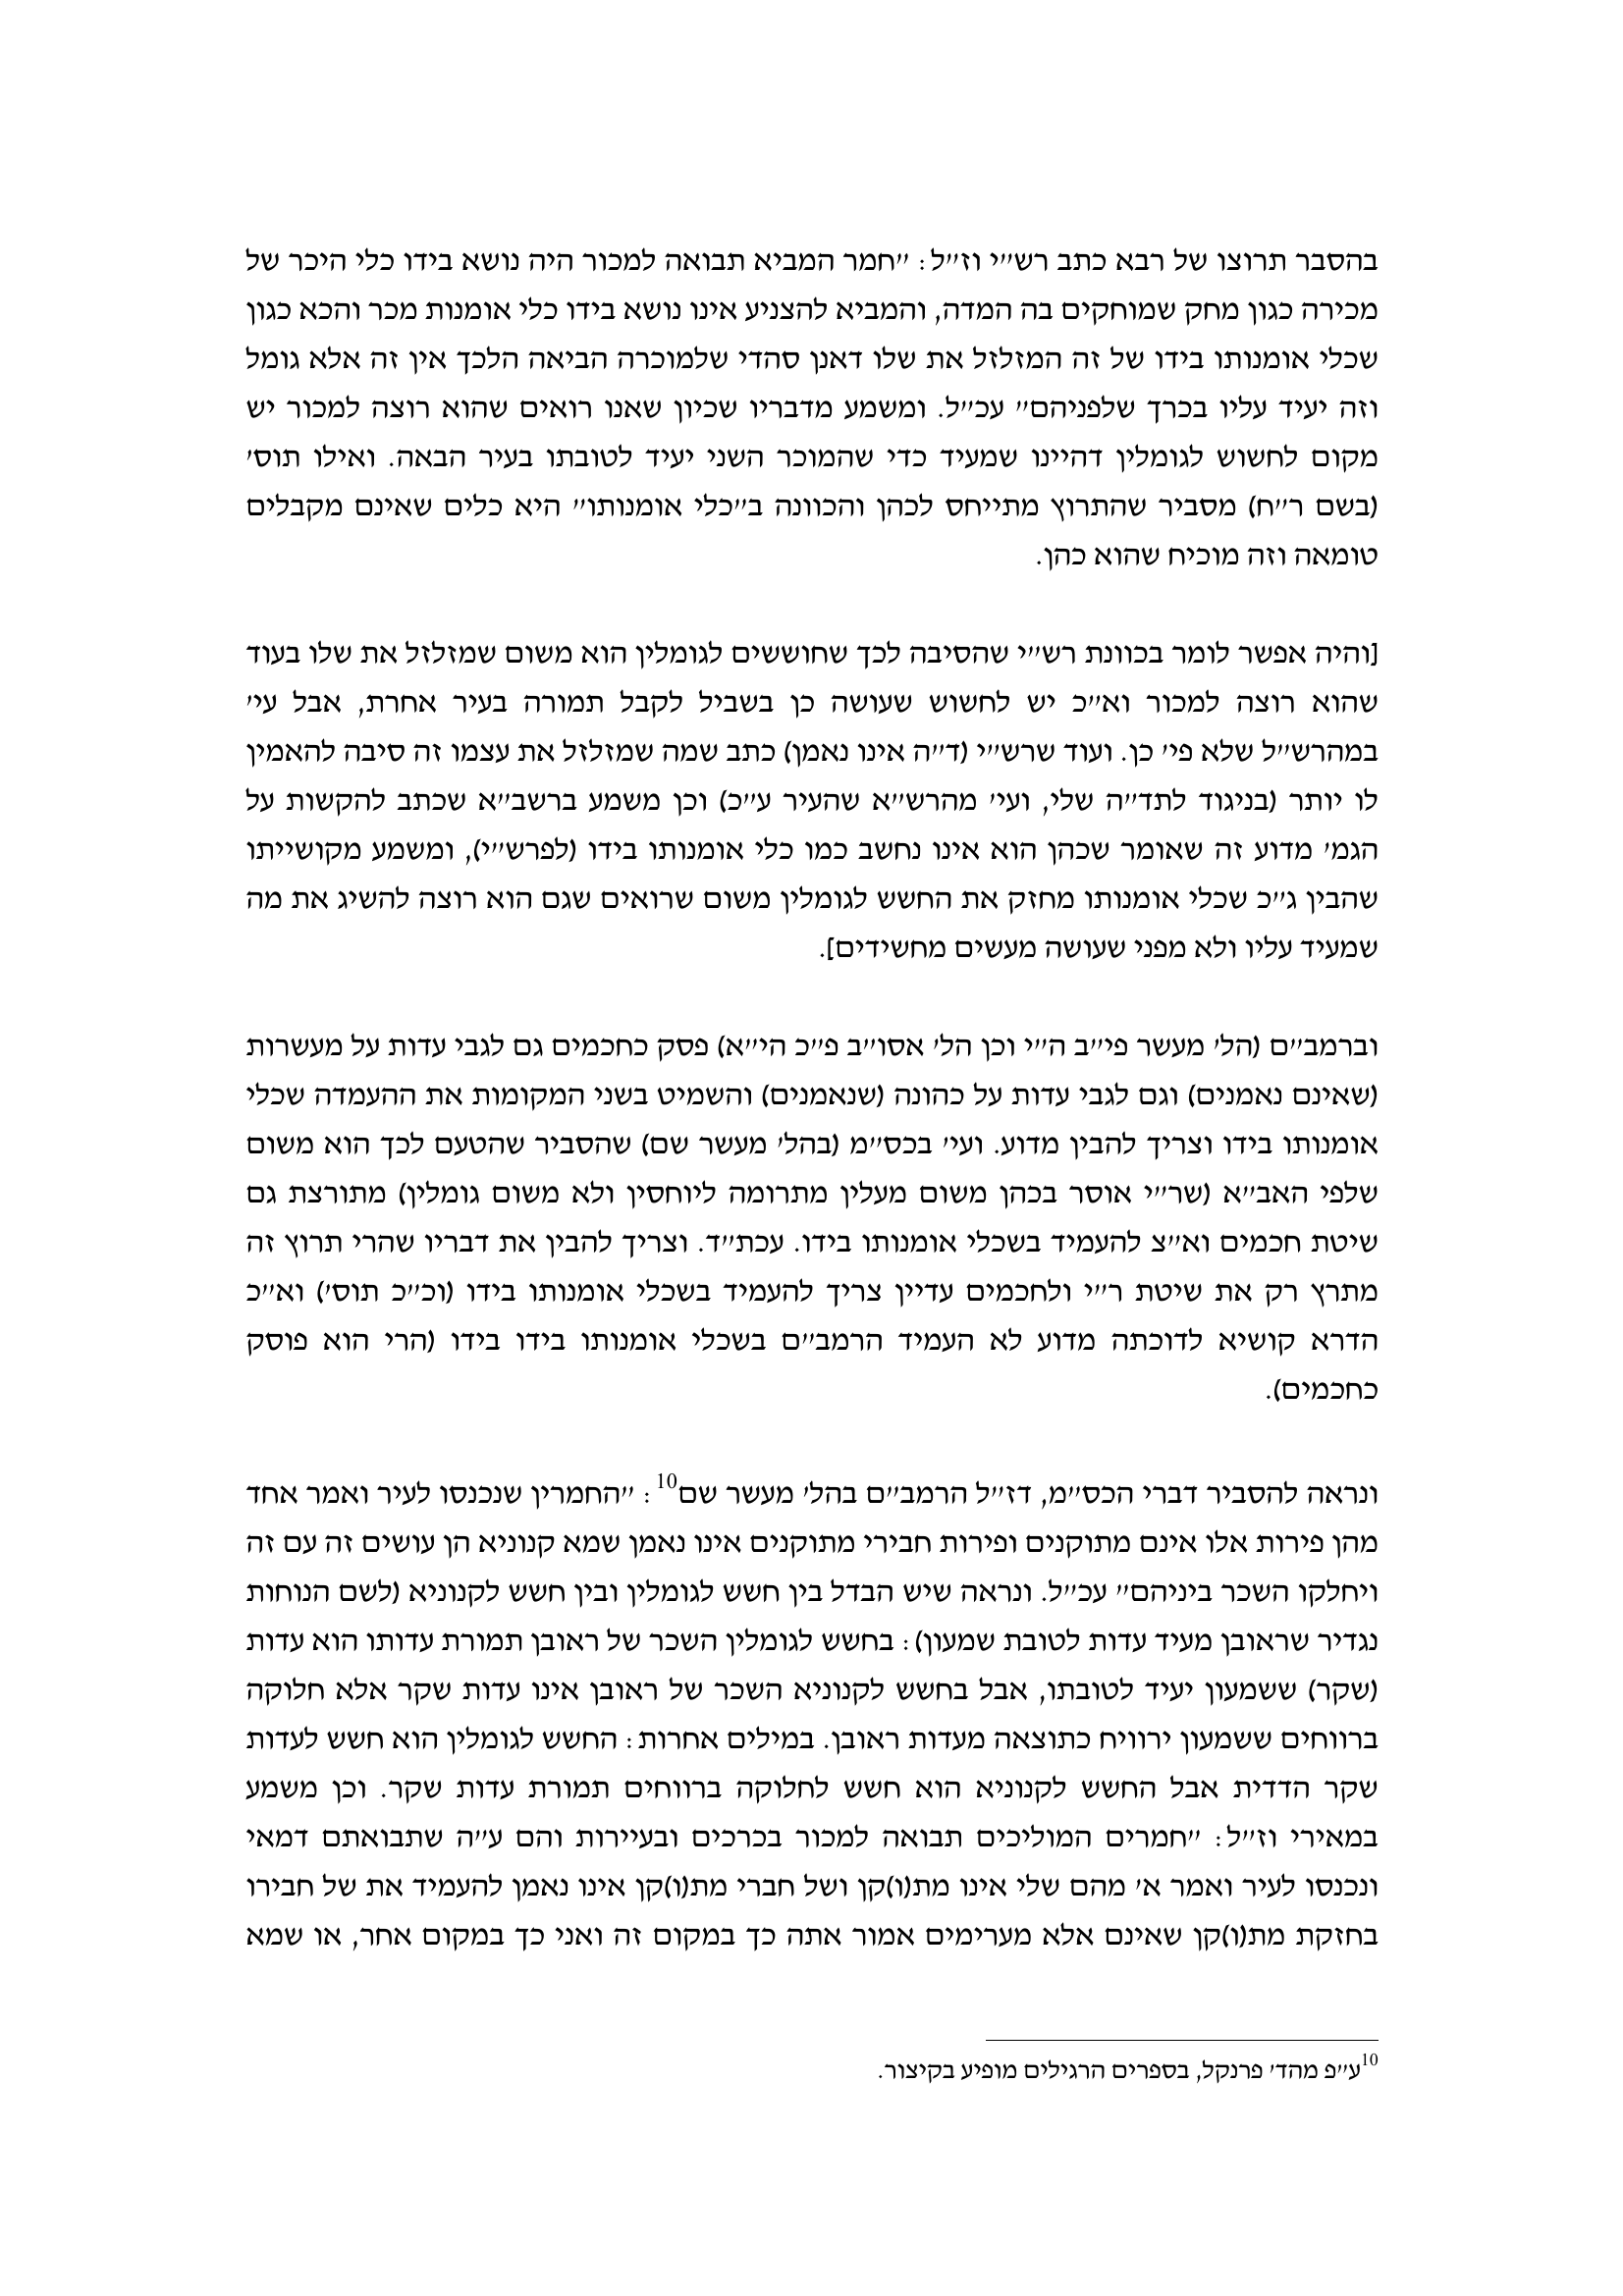 בהסבר תרוצו של רבא כתב רש״י וז״ל: ״חמר המביא תבואה למכור היה נושא בידו כלי היכר של
מכירה כגון מחק שמוחקים בה המדה, והמביא להצניע אינו נושא בידו כלי אומנות מכר והכא כגון
שכלי אומנותו בידו של זה המזלזל את שלו דאנן סהדי שלמוכרה הביאה הלכך אין זה אלא גומל
וזה יעיד עליו בכרך שלפניהם״ עכ״ל. ומשמע מדבריו שכיון שאנו רואים שהוא רוצה למכור יש
מקום לחשוש לגומלין דהיינו שמעיד כדי שהמוכר השני יעיד לטובתו בעיר הבאה. ואילו תוס׳
(בשם ר״ח) מסביר שהתרוץ מתייחס לכהן והכוונה ב״כלי אומנותו״ היא כלים שאינם מקבלים
טומאה וזה מוכיח שהוא כהן.
[והיה אפשר לומר בכוונת רש״י שהסיבה לכך שחוששים לגומלין הוא משום שמזלזל את שלו בעוד
שהוא רוצה למכור וא״כ יש לחשוש שעושה כן בשביל לקבל תמורה בעיר אחרת, אבל עי׳
במהרש״ל שלא פי׳ כן. ועוד שרש״י (ד״ה אינו נאמן) כתב שמה שמזלזל את עצמו זה סיבה להאמין
לו יותר (בניגוד לתד״ה שלי, ועי׳ מהרש״א שהעיר ע״כ) וכן משמע ברשב״א שכתב להקשות על
הגמ׳ מדוע זה שאומר שכהן הוא אינו נחשב כמו כלי אומנותו בידו (לפרש״י), ומשמע מקושייתו
שהבין ג״כ שכלי אומנותו מחזק את החשש לגומלין משום שרואים שגם הוא רוצה להשיג את מה
שמעיד עליו ולא מפני שעושה מעשים מחשידים].
וברמב״ם (הל׳ מעשר פי״ב ה״י וכן הל׳ אסו״ב פ״כ הי״א) פסק כחכמים גם לגבי עדות על מעשרות
(שאינם נאמנים) וגם לגבי עדות על כהונה (שנאמנים) והשמיט בשני המקומות את ההעמדה שכלי
אומנותו בידו וצריך להבין מדוע. ועי׳ בכס״מ (בהל׳ מעשר שם) שהסביר שהטעם לכך הוא משום
שלפי האב״א (שר״י אוסר בכהן משום מעלין מתרומה ליוחסין ולא משום גומלין) מתורצת גם
שיטת חכמים וא״צ להעמיד בשכלי אומנותו בידו. עכת״ד. וצריך להבין את דבריו שהרי תרוץ זה
מתרץ רק את שיטת ר״י ולחכמים עדיין צריך להעמיד בשכלי אומנותו בידו (וכ״כ תוס׳) וא״כ
הדרא קושיא לדוכתה מדוע לא העמיד הרמב״ם בשכלי אומנותו בידו בידו (הרי הוא פוסק
כחכמים).
ונראה להסביר דברי הכס״מ, דז״ל הרמב״ם בהל׳ מעשר שם10: ״החמרין שנכנסו לעיר ואמר אחד
מהן פירות אלו אינם מתוקנים ופירות חבירי מתוקנים אינו נאמן שמא קנוניא הן עושים זה עם זה
ויחלקו השכר ביניהם״ עכ״ל. ונראה שיש הבדל בין חשש לגומלין ובין חשש לקנוניא (לשם הנוחות
נגדיר שראובן מעיד עדות לטובת שמעון): בחשש לגומלין השכר של ראובן תמורת עדותו הוא עדות
(שקר) ששמעון יעיד לטובתו, אבל בחשש לקנוניא השכר של ראובן אינו עדות שקר אלא חלוקה
ברווחים ששמעון ירוויח כתוצאה מעדות ראובן. במילים אחרות: החשש לגומלין הוא חשש לעדות
שקר הדדית אבל החשש לקנוניא הוא חשש לחלוקה ברווחים תמורת עדות שקר. וכן משמע
במאירי וז״ל: ״חמרים המוליכים תבואה למכור בכרכים ובעיירות והם ע״ה שתבואתם דמאי
ונכנסו לעיר ואמר א׳ מהם שלי אינו מת(ו)קן ושל חברי מת(ו)קן אינו נאמן להעמיד את של חבירו
בחזקת מת(ו)קן שאינם אלא מערימים אמור אתה כך במקום זה ואני כך במקום אחר, או שמא
10ע״פ מהד׳ פרנקל, בספרים הרגילים מופיע בקיצור.